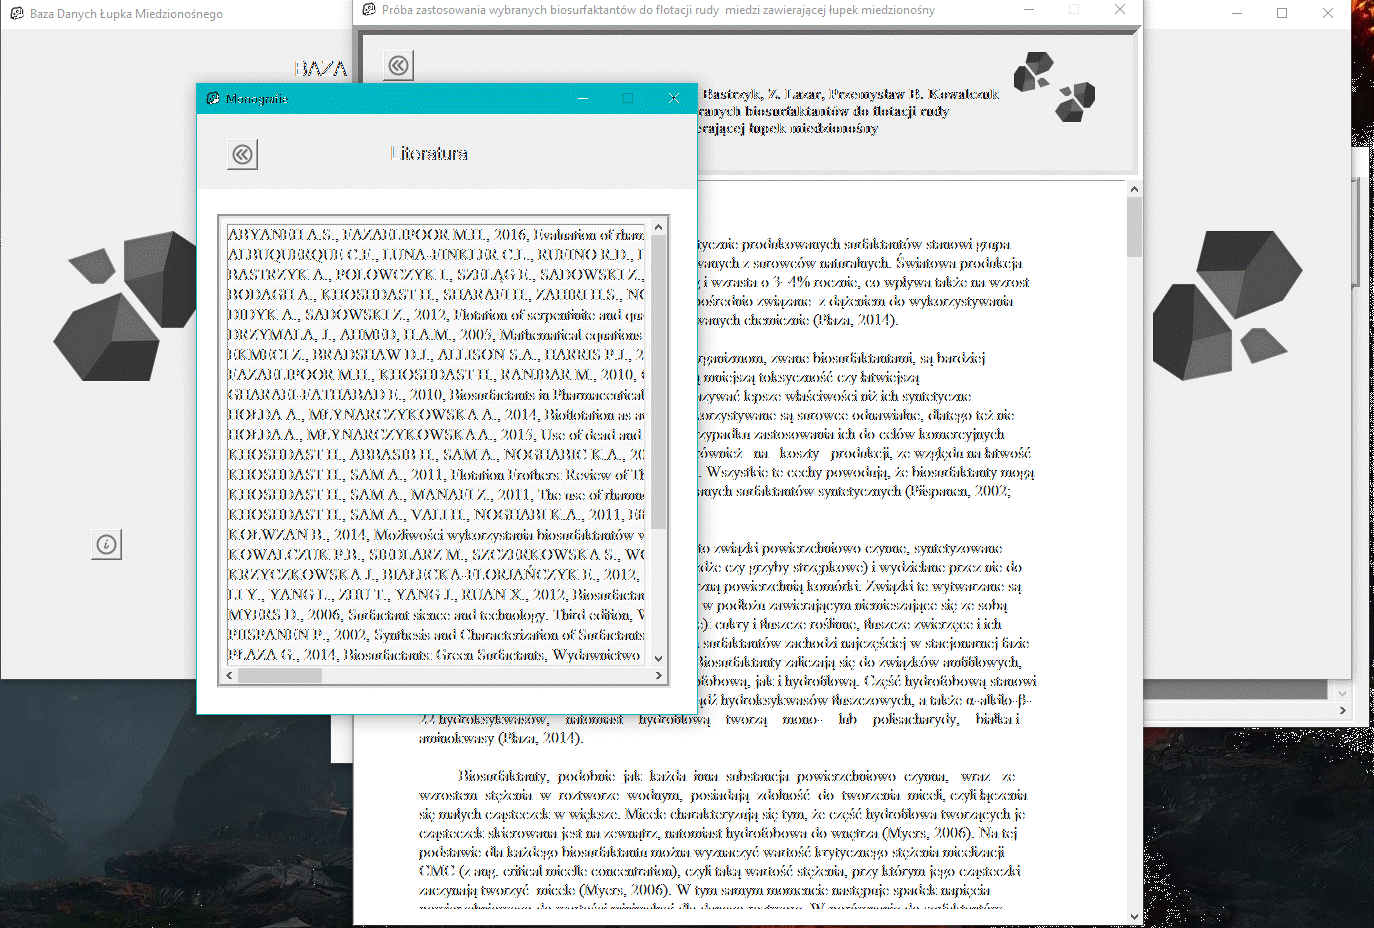 Baza Danych Łupka Miedzionośnego
Próba zastosowania wybranych biosurfaktantów do flotacji rudy miedzi zawierającej łupek miedzionośny
BAZA
Bastrzyk, Z. Lazar, Przemysław B. Kowalczuk
ranych biosurfaktantów do flotacji rudy
erającej łupek miedzionośny
Monografie
Literatura
ABYANEH A.S., FAZAELIPOOR M.H., 2016, Evaluation of rham
ALBUQUERQUE C.F., LUNA-FINKLER C.L., RUFINO R.D., L
BASTRZYK A., POLOWCZYK I., SZELĄG E., SADOWSKI Z.,
BODAGH A., KHOSHDAST H., SHARAFI H., ZAHIRI H.S., NO
DIDYK A., SADOWSKI Z., 2012, Flotation of serpentinite and qua
DRZYMALA, J., AHMED, H.A.M., 2005, Mathematical equations
EKMECI Z., BRADSHAW D.J., ALLISON S.A., HARRIS P.J., 2
FAZAELIPOOR M.H., KHOSHDAST H., RANJBAR M., 2010,
GHARAEI-FATHABAD E., 2010, Biosurfactants in Pharmaceutical
HOŁDA A., MŁYNARCZYKOWSKA A., 2014, Bioflotation as a
HOŁDA A., MŁYNARCZYKOWSKA A., 2015, Use of dead and
KHOSHDAST H., ABBASI H., SAM A., NOGHABI C K.A., 20
KHOSHDAST H., SAM A., 2011, Flotation Frothers: Review of Th
KHOSHDAST H., SAM A., MANAFI Z., 2011, The use of rhamn
KHOSHDAST H., SAM A., VALI H., NOGHABI K.A., 2011, Eff
KOŁWZAN B., 2014, Możliwości wykorzystania biosurfaktantów w
KOWALCZUK P.B., SIEDLARZ M., SZCZERKOWSKA S., WÓ
KRZYCZKOWSKA J., BIAŁECKA-FLORJAŃCZYK E., 2012,
LI Y., YANG L., ZHU T., YANG J., RUAN X., 2012, Biosurfactan
MYERS D., 2006, Surfactant sience and technology, Third edition, W
PIISPANEN P., 2002, Synthesis and Characterization of Surfactants
PŁAZA G., 2014, Biosurfactants: Green Surfactants, Wydawnictwo
tycznie produkowanych surfaktantów stanowi grupa
wanych z surowców naturalnych. Światowa produkcja
g i wzrasta o 3-4% rocznie, co wpływa także na wzrost
pośrednio związane z dążeniem do wykorzystywania
wanych chemicznie (Płaza, 2014).
rganizmom, zwane biosurfaktantami, są bardziej
ą mniejszą toksyczność czy łatwiejszą
azywać lepsze właściwości niż ich syntetyczne
korzystywane są surowce odnawialne, dlatego też nie
rzypadku zastosowania ich do celów komercyjnych
również na koszty produkcji, ze względu na łatwość
. Wszystkie te cechy powodują, że biosurfaktanty mogą
anych surfaktantów syntetycznych (Piispanen, 2002;
to związki powierzchniowo czynne, syntetyzowane
dże czy grzyby strzępkowe) i wydzielane przez nie do
rzną powierzchnią komórki. Związki te wytwarzane są
w podłożu zawierającym niemieszające się ze sobą
e): cukry i tłuszcze roślinne, tłuszcze zwierzęce i ich
a surfaktantów zachodzi najczęściej w stacjonarnej fazie
Biosurfaktanty zaliczają się do związków amfifilowych,
ofobową, jak i hydrofilową. Część hydrofobową stanowi
ądź hydroksykwasów tłuszczowych, a także α-alkilo-β-
22 hydroksykwasów, natomiast hydrofilową tworzą mono- lub polisacharydy, białka i
aminokwasy (Płaza, 2014).
Biosurfaktanty, podobnie jak każda inna substancja powierzchniowo czynna, wraz ze
wzrostem stężenia w roztworze wodnym, posiadają zdolność do tworzenia miceli, czyli łączenia
się małych cząsteczek w większe. Micele charakteryzują się tym, że część hydrofilowa tworzących je
cząsteczek skierowana jest na zewnątrz, natomiast hydrofobowa do wnętrza (Myers, 2006). Na tej
podstawie dla każdego biosurfaktantu można wyznaczyć wartość krytycznego stężenia micelizacji
CMC (z ang. critical micelle concentration), czyli taką wartość stężenia, przy którym jego cząsteczki
zaczynają tworzyć micele (Myers, 2006). W tym samym momencie następuje spadek napięcia